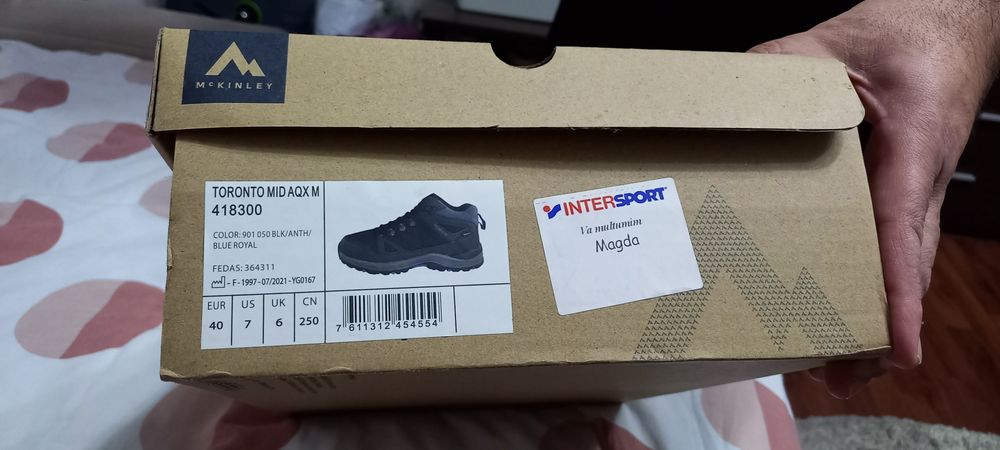 McKINLEY
TORONTO MID AQX M
418300
COLOR: 901 050 BLK/ANTH/
BLUE ROYAL
FEDAS: 364311
- F - 1997 - 07/2021 - YG0167
EUR US UK CN
40 7 6 250
7 611312 454554
INTERSPORT
Va multumim
Magda